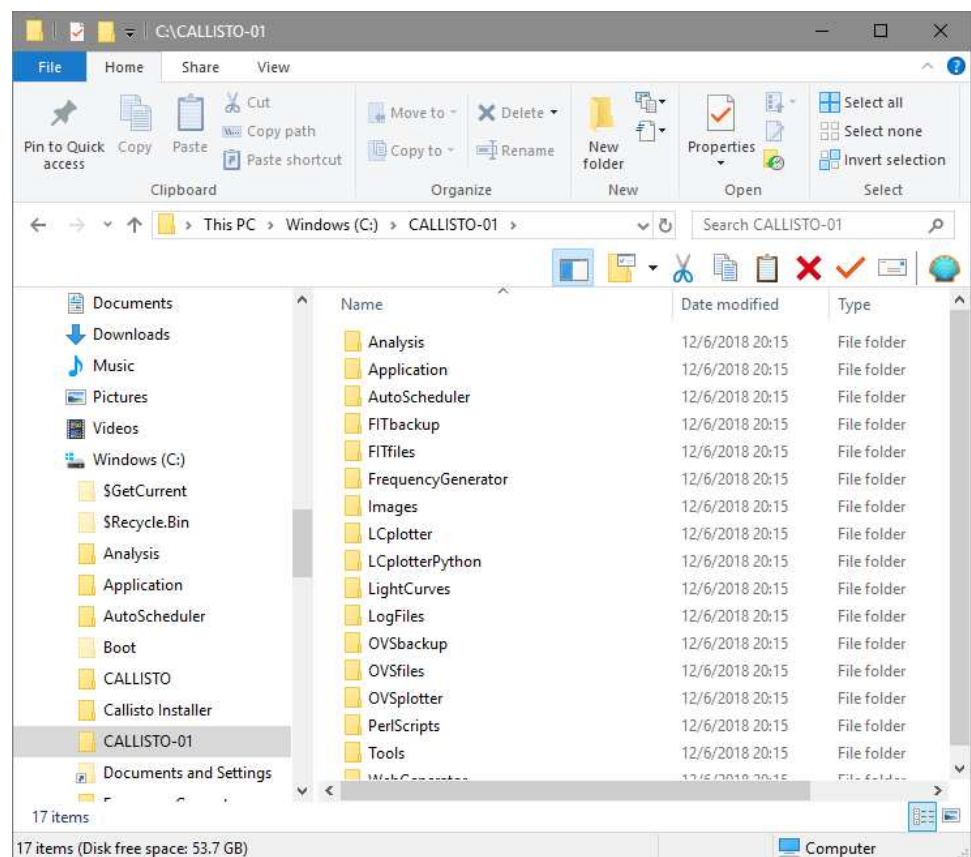 C:\CALLISTO-01
File Home Share View
Pin to Quick access
Copy
Paste
Cut
Copy path
Paste shortcut
Clipboard
Move to
Copy to
Delete
Rename
Organize
New folder
New
Properties
Open
Select all
Select none
Invert selection
Select
This PC > Windows (C:) > CALLISTO-01 >
Search CALLISTO-01
Documents
Downloads
Music
Pictures
Videos
Windows (C:)
$GetCurrent
$Recycle.Bin
Analysis
Application
AutoScheduler
Boot
CALLISTO
Callisto Installer
CALLISTO-01
Documents and Settings
Name Date modified Type
Analysis 12/6/2018 20:15 File folder
Application 12/6/2018 20:15 File folder
AutoScheduler 12/6/2018 20:15 File folder
FITbackup 12/6/2018 20:15 File folder
FITfiles 12/6/2018 20:15 File folder
FrequencyGenerator 12/6/2018 20:15 File folder
Images 12/6/2018 20:15 File folder
LCplotter 12/6/2018 20:15 File folder
LCplotterPython 12/6/2018 20:15 File folder
LightCurves 12/6/2018 20:15 File folder
LogFiles 12/6/2018 20:15 File folder
OVSbackup 12/6/2018 20:15 File folder
OVSfiles 12/6/2018 20:15 File folder
OVSplotter 12/6/2018 20:15 File folder
PerlScripts 12/6/2018 20:15 File folder
Tools 12/6/2018 20:15 File folder
17 items
17 items (Disk free space: 53.7 GB)
Computer